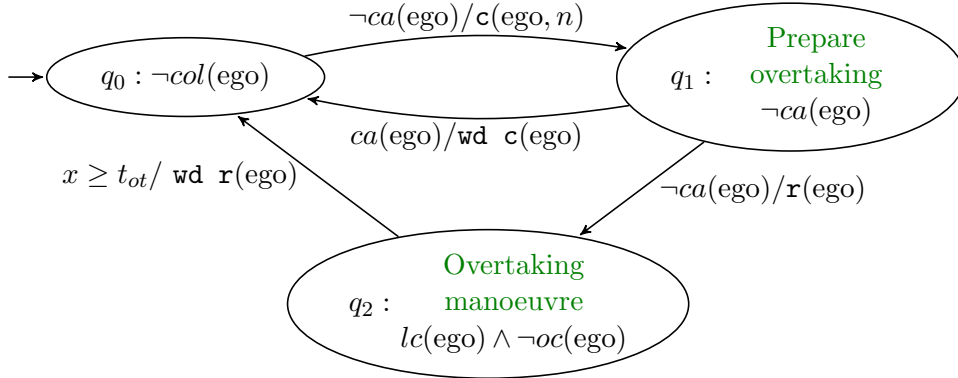 ¬ca(ego)/c(ego, n)
q₀ : ¬col(ego)
Prepare
q₁ : overtaking
¬ca(ego)
ca(ego)/wd c(ego)
x ≥ tₒₜ/ wd r(ego)
¬ca(ego)/r(ego)
Overtaking
q₂ : manoeuvre
lc(ego) ∧ ¬oc(ego)